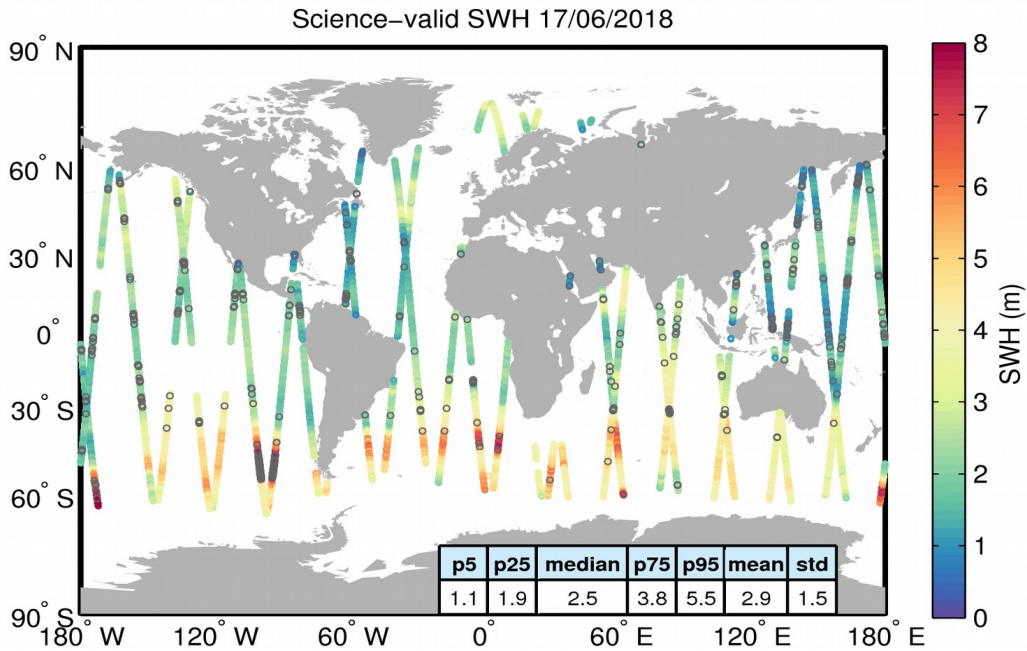 Science−valid SWH 17/06/2018
90° N
60° N
30° N
0°
30° S
60° S
90° S
180° W 120° W 60° W 0° 60° E 120° E 180° E
p5 p25 median p75 p95 mean std
1.1 1.9 2.5 3.8 5.5 2.9 1.5
8
7
6
5
4
3
2
1
0
SWH (m)